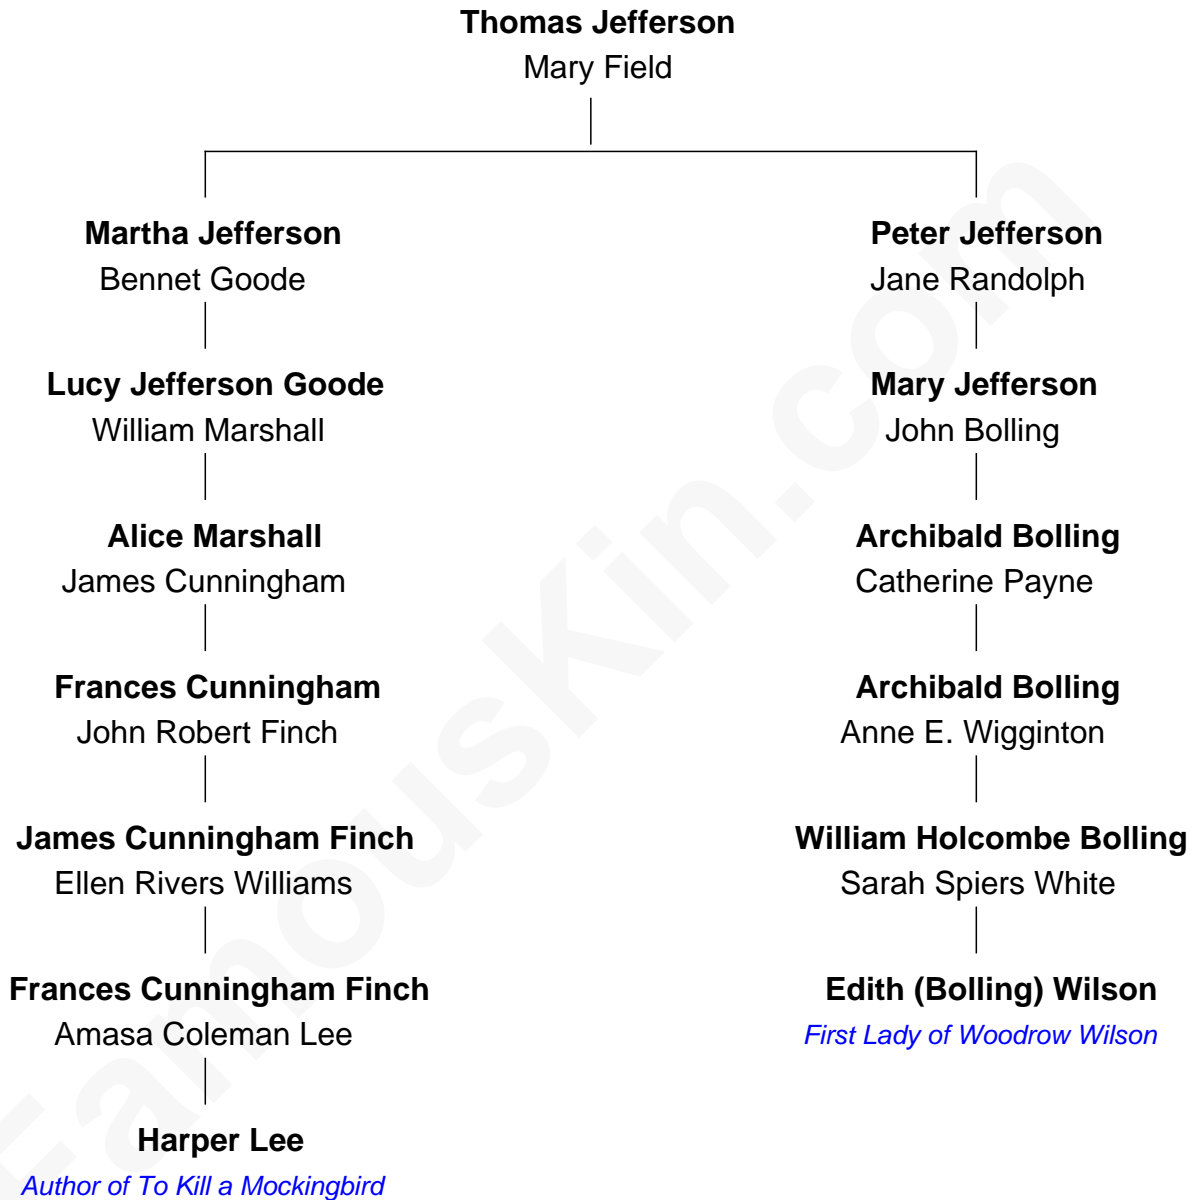 Thomas Jefferson
Mary Field
Martha Jefferson
Bennet Goode
Lucy Jefferson Goode
William Marshall
Alice Marshall
James Cunningham
Frances Cunningham
John Robert Finch
James Cunningham Finch
Ellen Rivers Williams
Frances Cunningham Finch
Amasa Coleman Lee
Harper Lee
Author of To Kill a Mockingbird
Peter Jefferson
Jane Randolph
Mary Jefferson
John Bolling
Archibald Bolling
Catherine Payne
Archibald Bolling
Anne E. Wigginton
William Holcombe Bolling
Sarah Spiers White
Edith (Bolling) Wilson
First Lady of Woodrow Wilson
FamousKin.com